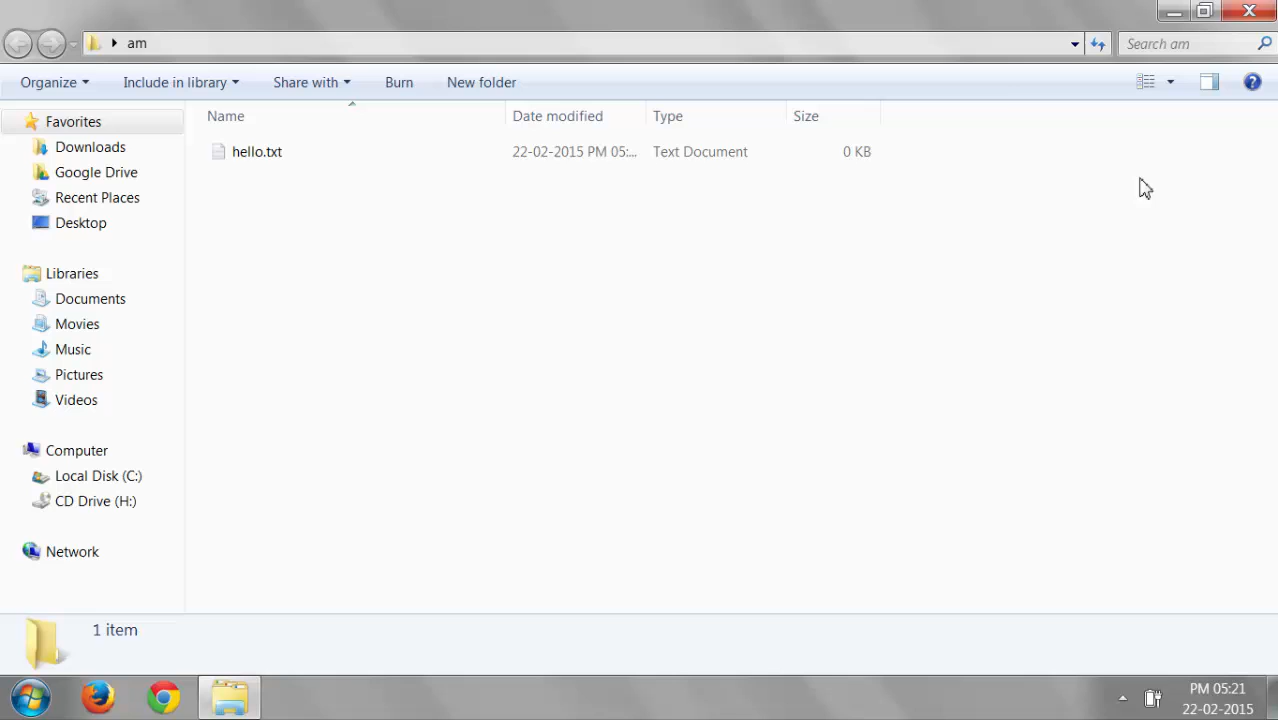 am
Search am
Organize Include in library Share with Burn New folder
Name Date modified Type Size
hello.txt 22-02-2015 PM 05:... Text Document 0 KB
Favorites
Downloads
Google Drive
Recent Places
Desktop
Libraries
Documents
Movies
Music
Pictures
Videos
Computer
Local Disk (C:)
CD Drive (H:)
Network
1 item
PM 05:21
22-02-2015